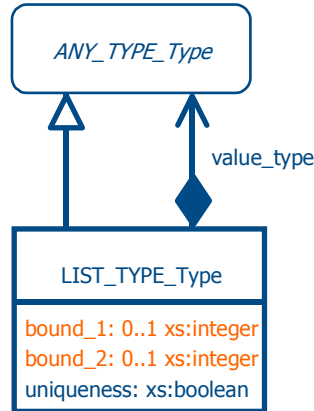 ANY_TYPE_Type
value_type
LIST_TYPE_Type
bound_1: 0..1 xs:integer
bound_2: 0..1 xs:integer
uniqueness: xs:boolean